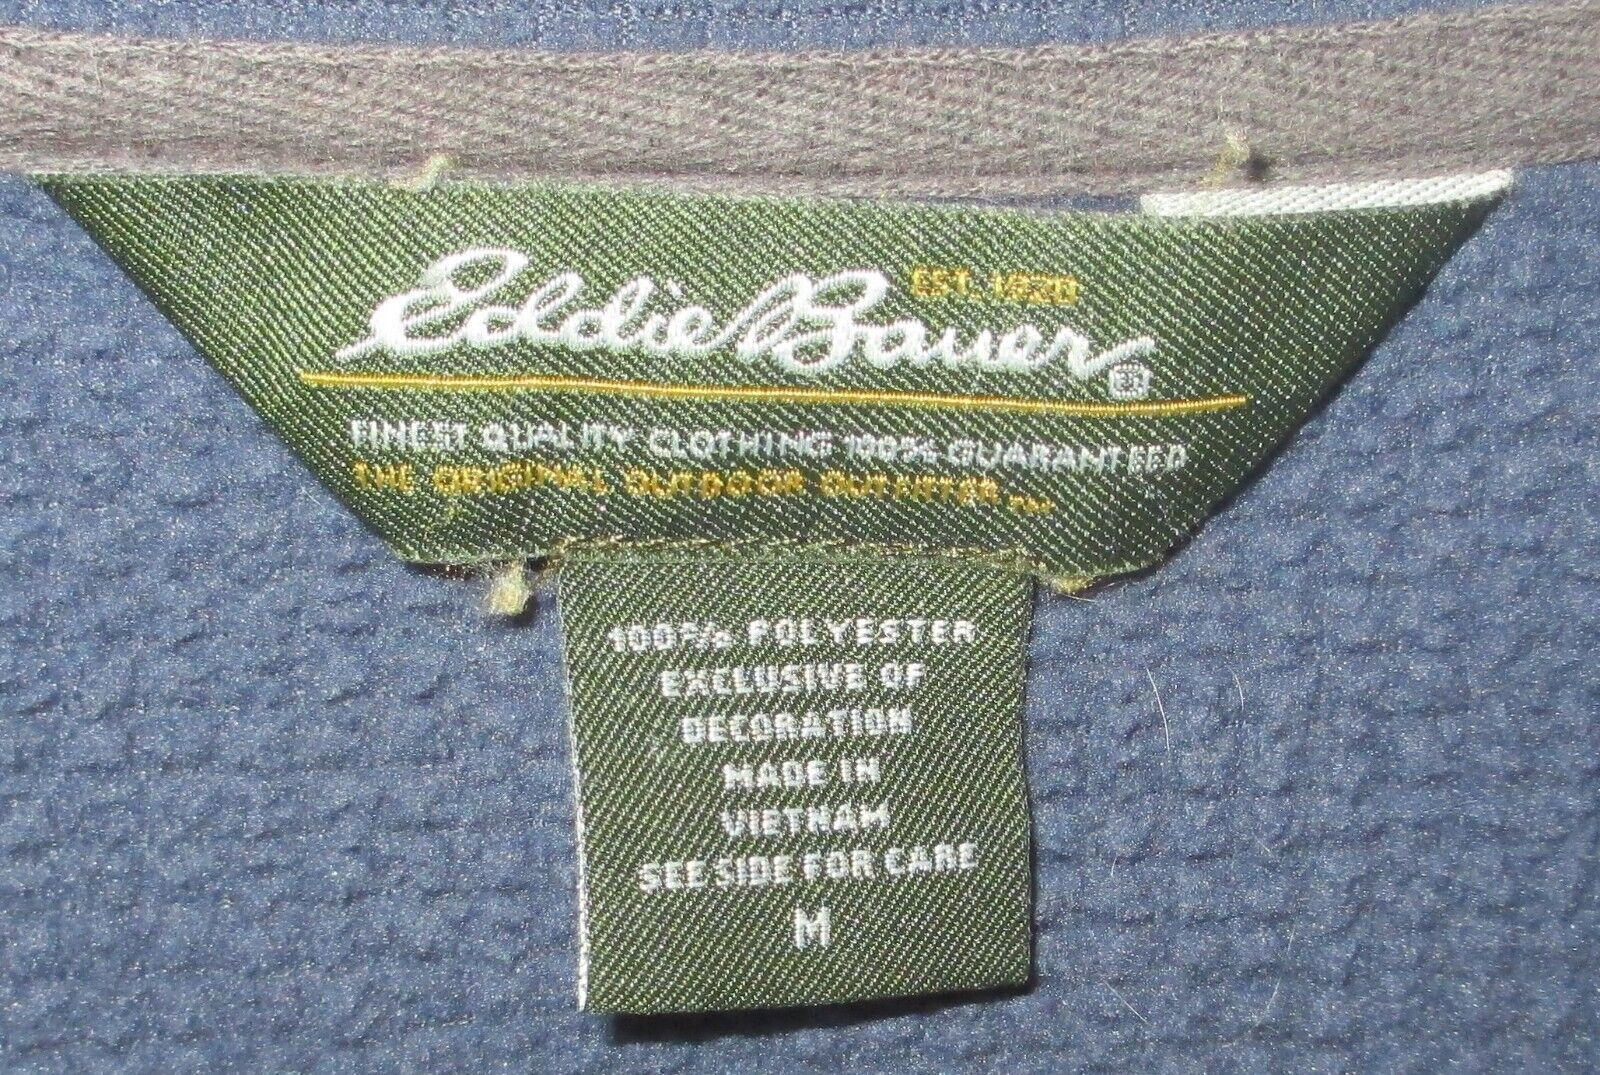 EST. 1920
Eddie Bauer®
FINEST QUALITY CLOTHING 100% GUARANTEED
THE ORIGINAL OUTDOOR OUTFITTER ™
100% POLYESTER
EXCLUSIVE OF
DECORATION
MADE IN
VIETNAM
SEE SIDE FOR CARE
M